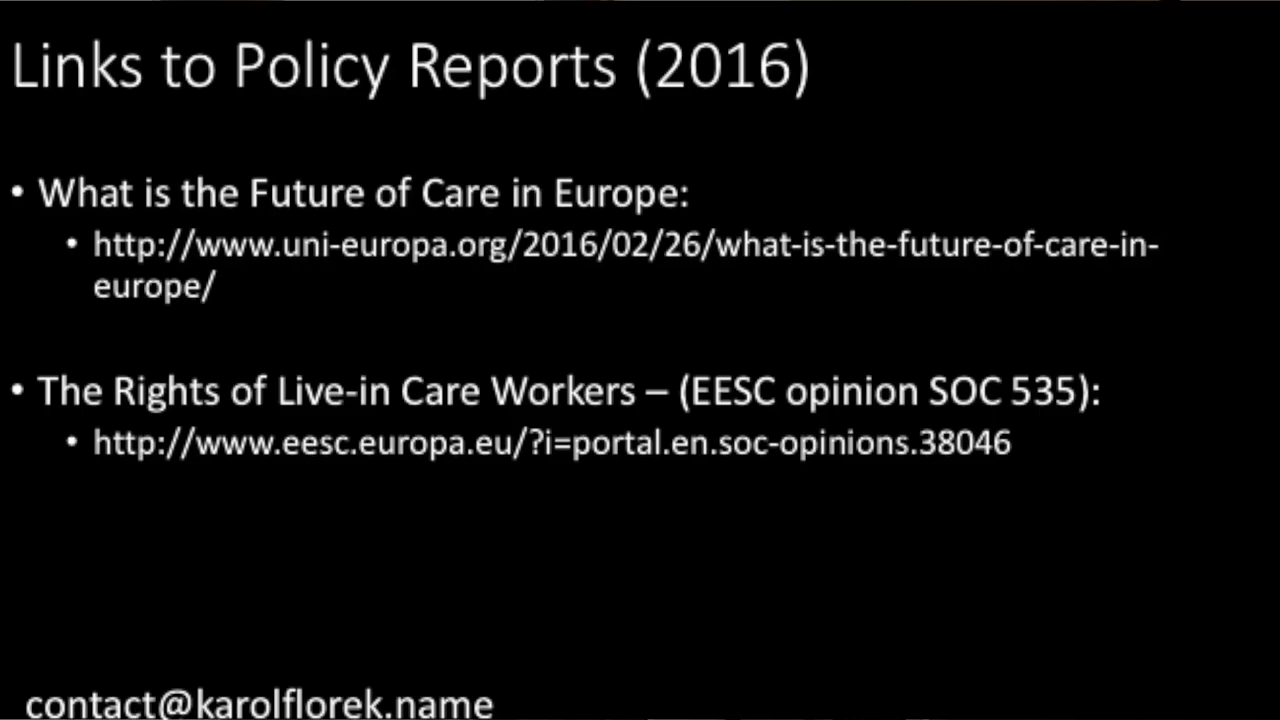 Links to Policy Reports (2016)
• What is the Future of Care in Europe:
• http://www.uni-europa.org/2016/02/26/what-is-the-future-of-care-in-
europe/
• The Rights of Live-in Care Workers – (EESC opinion SOC 535):
• http://www.eesc.europa.eu/?i=portal.en.soc-opinions.38046
contact@karolflorek.name